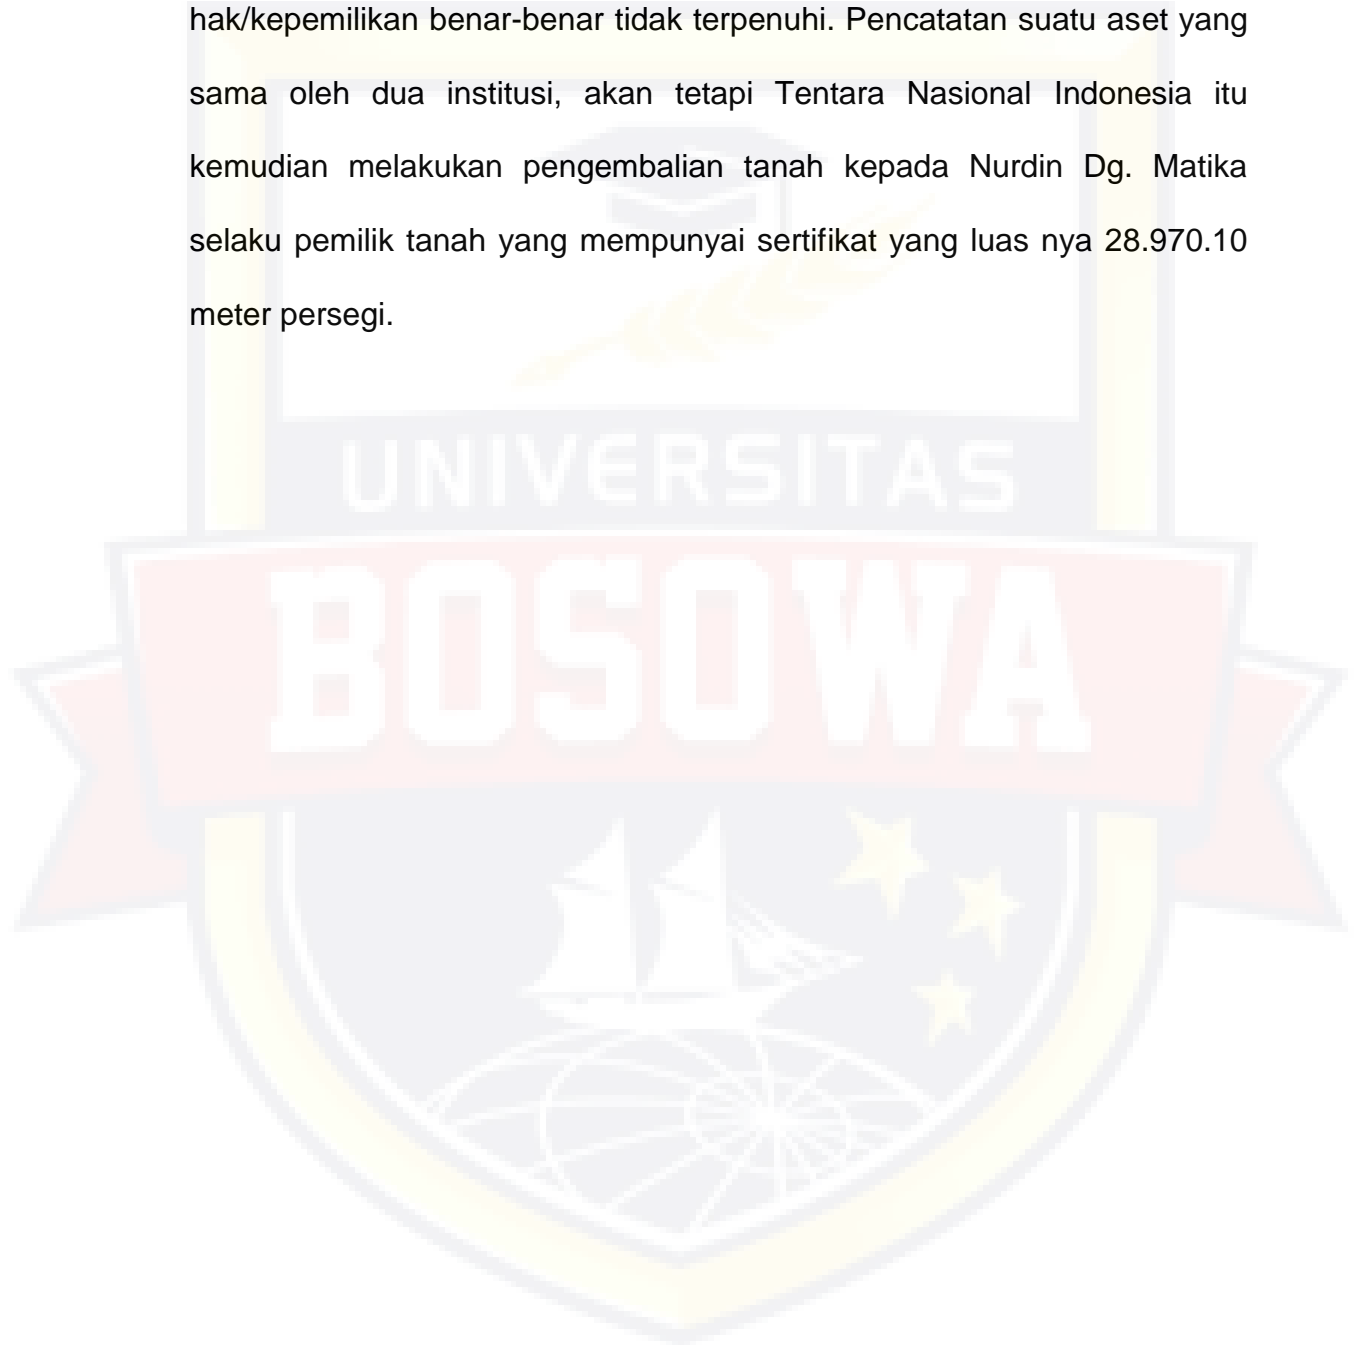 hak/kepemilikan benar-benar tidak terpenuhi. Pencatatan suatu aset yang
sama oleh dua institusi, akan tetapi Tentara Nasional Indonesia itu
kemudian melakukan pengembalian tanah kepada Nurdin Dg. Matika
selaku pemilik tanah yang mempunyai sertifikat yang luas nya 28.970.10
meter persegi.
UNIVERSITAS
BOSOWA